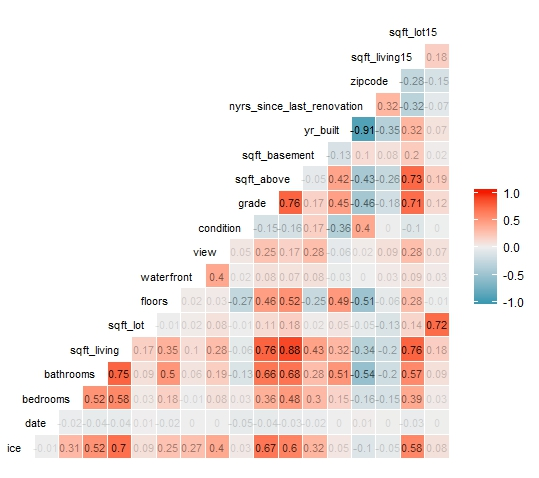 sqft_lot15
sqft_living15 0.18
zipcode -0.28 -0.15
nyrs_since_last_renovation 0.32 -0.32 -0.07
yr_built -0.91 -0.35 0.32 0.07
sqft_basement -0.13 0.1 0.08 0.2 0.02
sqft_above -0.05 0.42 -0.43 -0.26 0.73 0.19
grade 0.76 0.17 0.45 -0.46 -0.18 0.71 0.12
condition -0.15 -0.16 0.17 -0.36 0.4 0 -0.1 0
view 0.05 0.25 0.17 0.28 -0.06 0.02 0.09 0.28 0.07
waterfront 0.4 0.02 0.08 0.07 0.08 -0.03 0 0.03 0.09 0.03
floors 0.02 0.03 -0.27 0.46 0.52 -0.25 0.49 -0.51 -0.06 0.28 -0.01
sqft_lot -0.01 0.02 0.08 -0.01 0.11 0.18 0.02 0.05 -0.05 -0.13 0.14 0.72
sqft_living 0.17 0.35 0.1 0.28 -0.06 0.76 0.88 0.43 0.32 -0.34 -0.2 0.76 0.18
bathrooms 0.75 0.09 0.5 0.06 0.19 -0.13 0.66 0.68 0.28 0.51 -0.54 -0.2 0.57 0.09
bedrooms 0.52 0.58 0.03 0.18 -0.01 0.08 0.03 0.36 0.48 0.3 0.15 -0.16 -0.15 0.39 0.03
date -0.02 -0.04 -0.04 0.01 -0.02 0 0 -0.05 -0.04 -0.03 -0.02 0 0.01 0 -0.03 0
ice -0.01 0.31 0.52 0.7 0.09 0.25 0.27 0.4 0.03 0.67 0.6 0.32 0.05 -0.1 -0.05 0.58 0.08
1.0
0.5
0.0
-0.5
-1.0